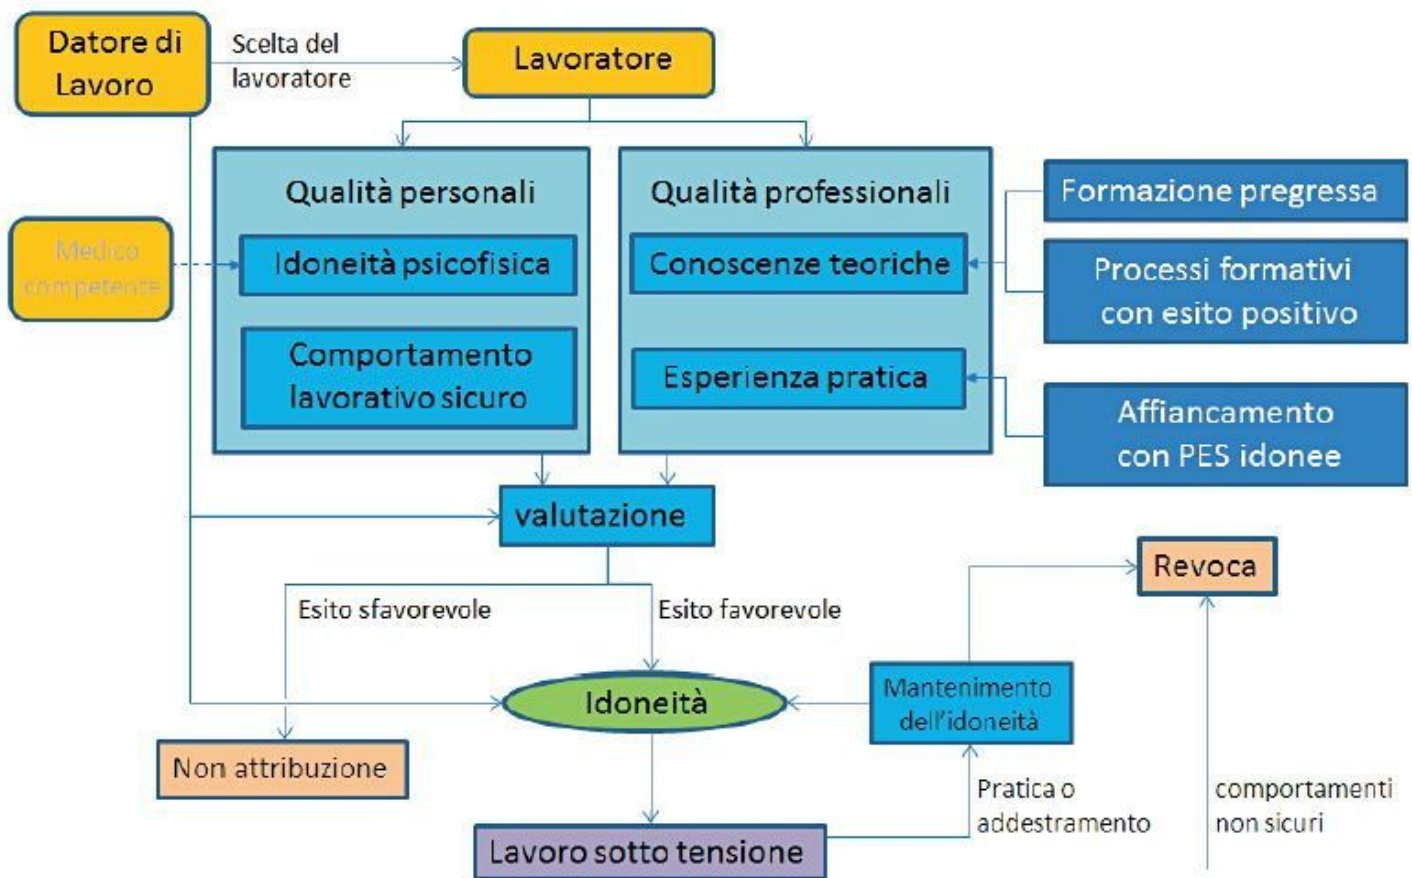 Datore di
Lavoro
Scelta del
lavoratore
Lavoratore
Qualità personali
Idoneità psicofisica
Comportamento
lavorativo sicuro
Qualità professionali
Conoscenze teoriche
Esperienza pratica
Formazione pregressa
Processi formativi
con esito positivo
Affiancamento
con PES idonee
Medico
competente
valutazione
Esito sfavorevole
Esito favorevole
Revoca
Idoneità
Mantenimento
dell'idoneità
Non attribuzione
Pratica o
addestramento
comportamenti
non sicuri
Lavoro sotto tensione